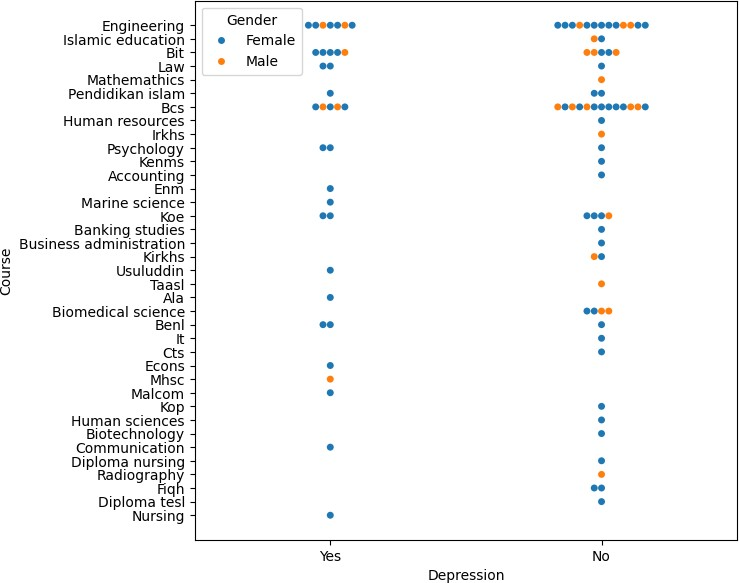 Gender
Female
Male
Engineering
Islamic education
Bit
Law
Mathemathics
Pendidikan islam
Bcs
Human resources
Irkhs
Psychology
Kenms
Accounting
Enm
Marine science
Koe
Banking studies
Business administration
Kirkhs
Usuluddin
Taasl
Ala
Biomedical science
Benl
It
Cts
Econs
Mhsc
Malcom
Kop
Human sciences
Biotechnology
Communication
Diploma nursing
Radiography
Fiqh
Diploma tesl
Nursing
Course
Yes
No
Depression